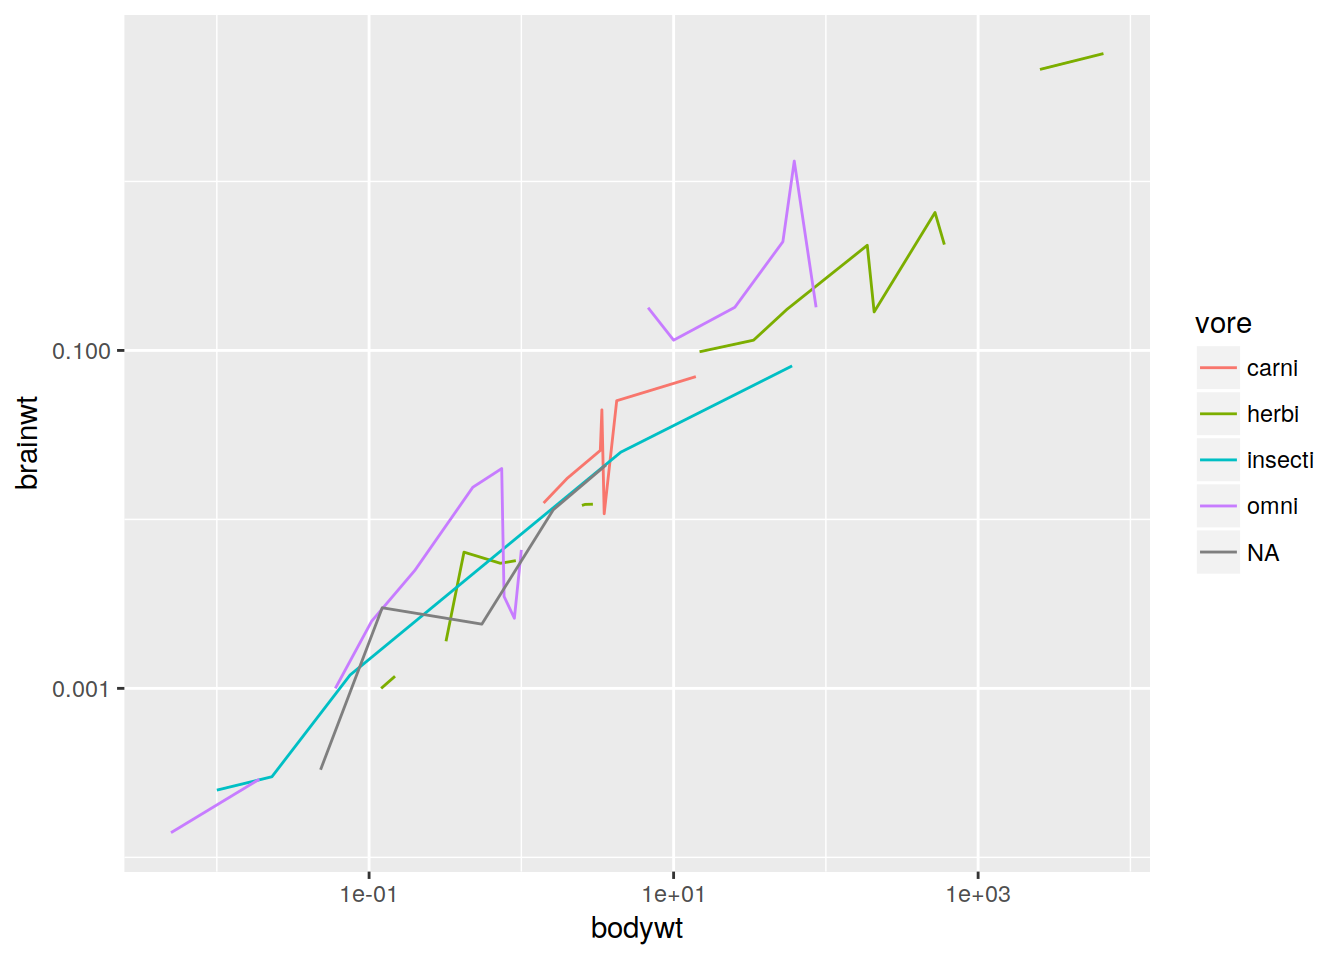 brainwt
0.100
0.001
1e-01
1e+01
1e+03
bodywt
vore
carni
herbi
insecti
omni
NA